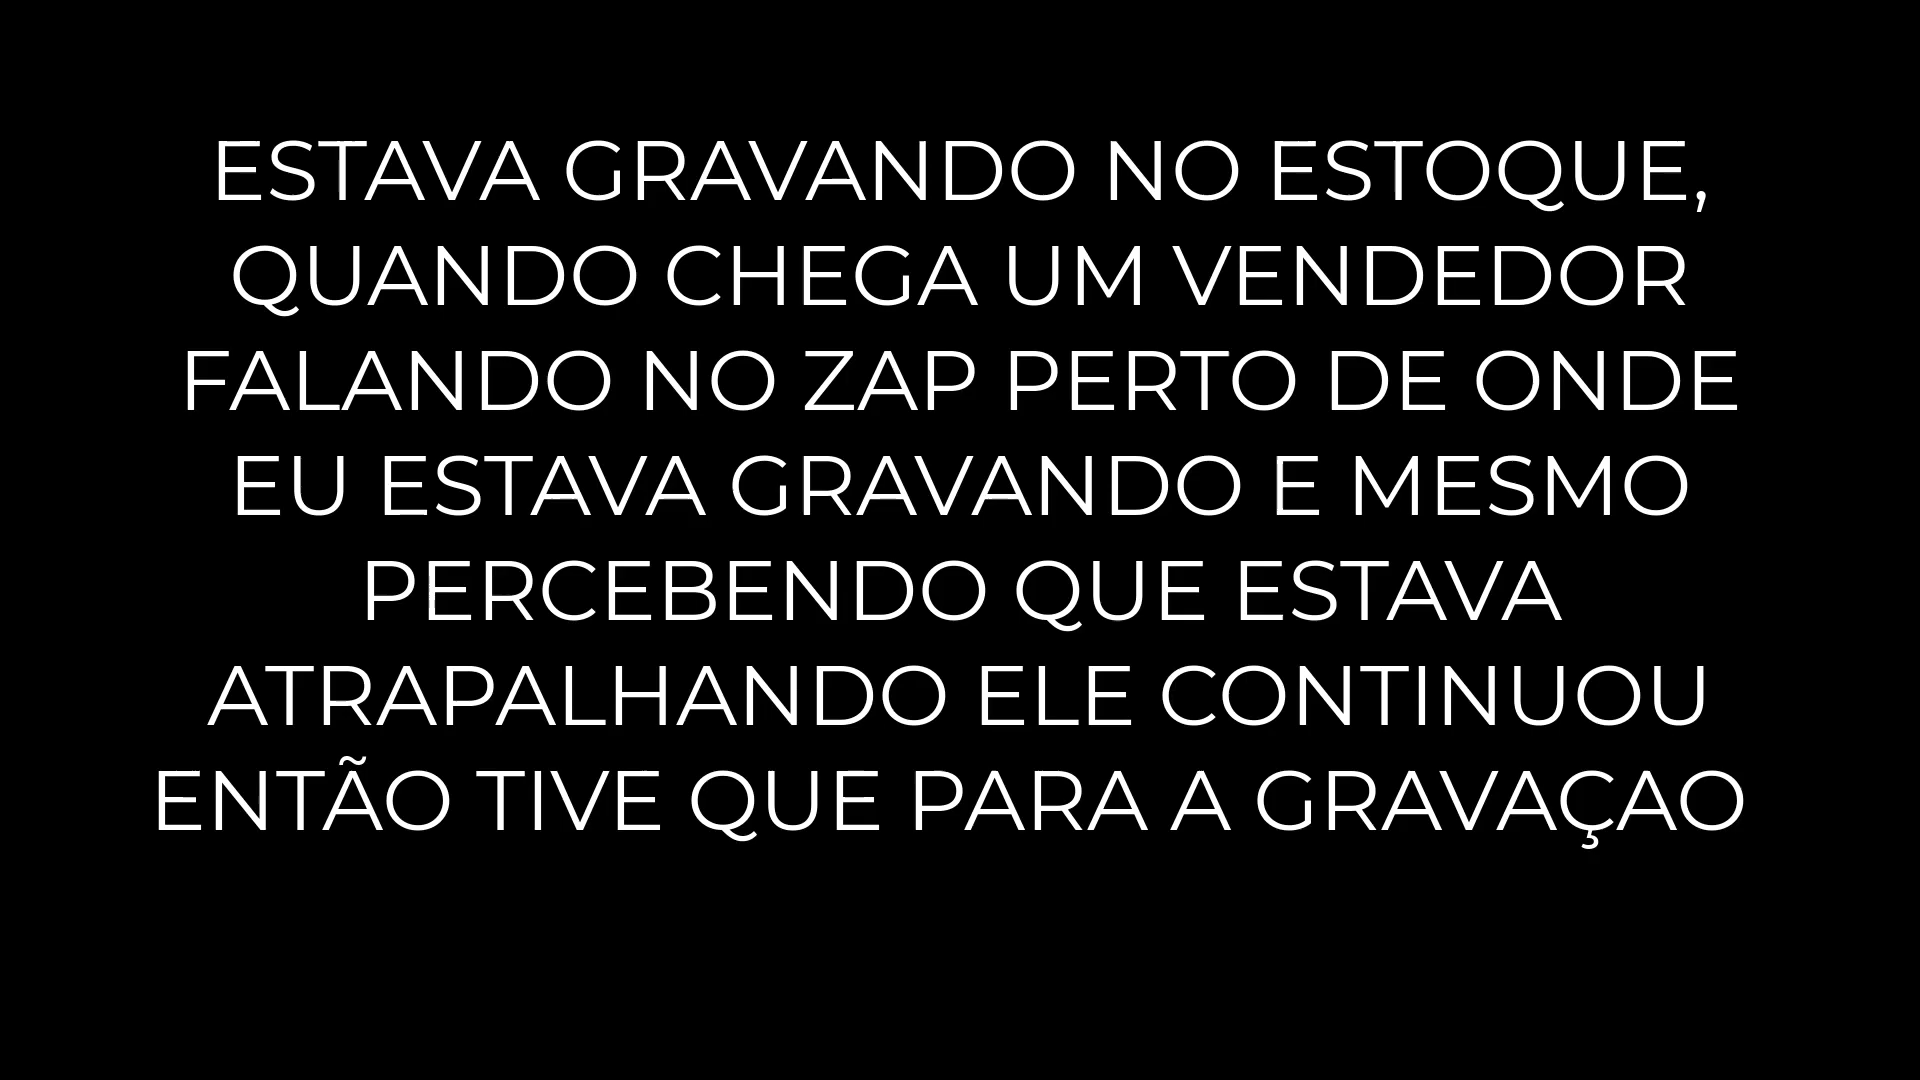 ESTAVA GRAVANDO NO ESTOQUE,
QUANDO CHEGA UM VENDEDOR
FALANDO NO ZAP PERTO DE ONDE
EU ESTAVA GRAVANDO E MESMO
PERCEBENDO QUE ESTAVA
ATRAPALHANDO ELE CONTINUOU
ENTÃO TIVE QUE PARA A GRAVAÇAO